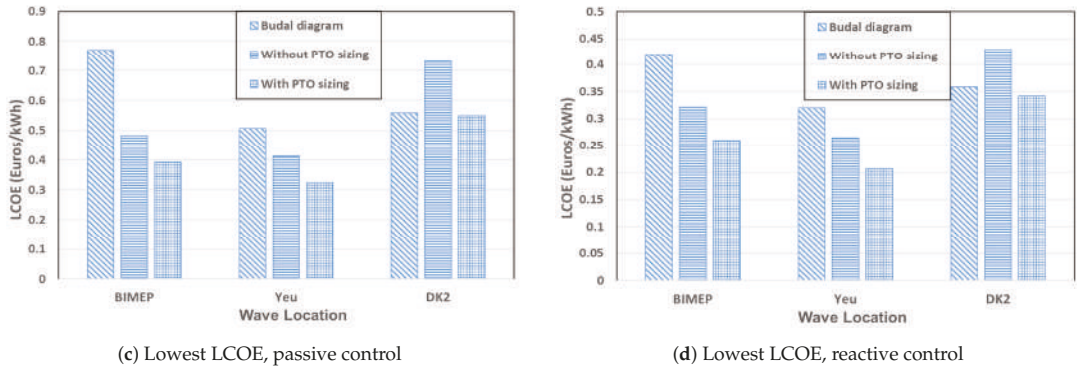 0.9
0.8
0.7
0.6
0.5
0.4
0.3
0.2
0.1
0
LCOE (Euros/kWh)
Budal diagram
Without PTO sizing
With PTO sizing
BIMEP
Yeu
DK2
Wave Location
(c) Lowest LCOE, passive control
0.5
0.45
0.4
0.35
0.3
0.25
0.2
0.15
0.1
0.05
0
LCOE (Euros/kWh)
Budal diagram
Without PTO sizing
With PTO sizing
BIMEP
Yeu
DK2
Wave Location
(d) Lowest LCOE, reactive control